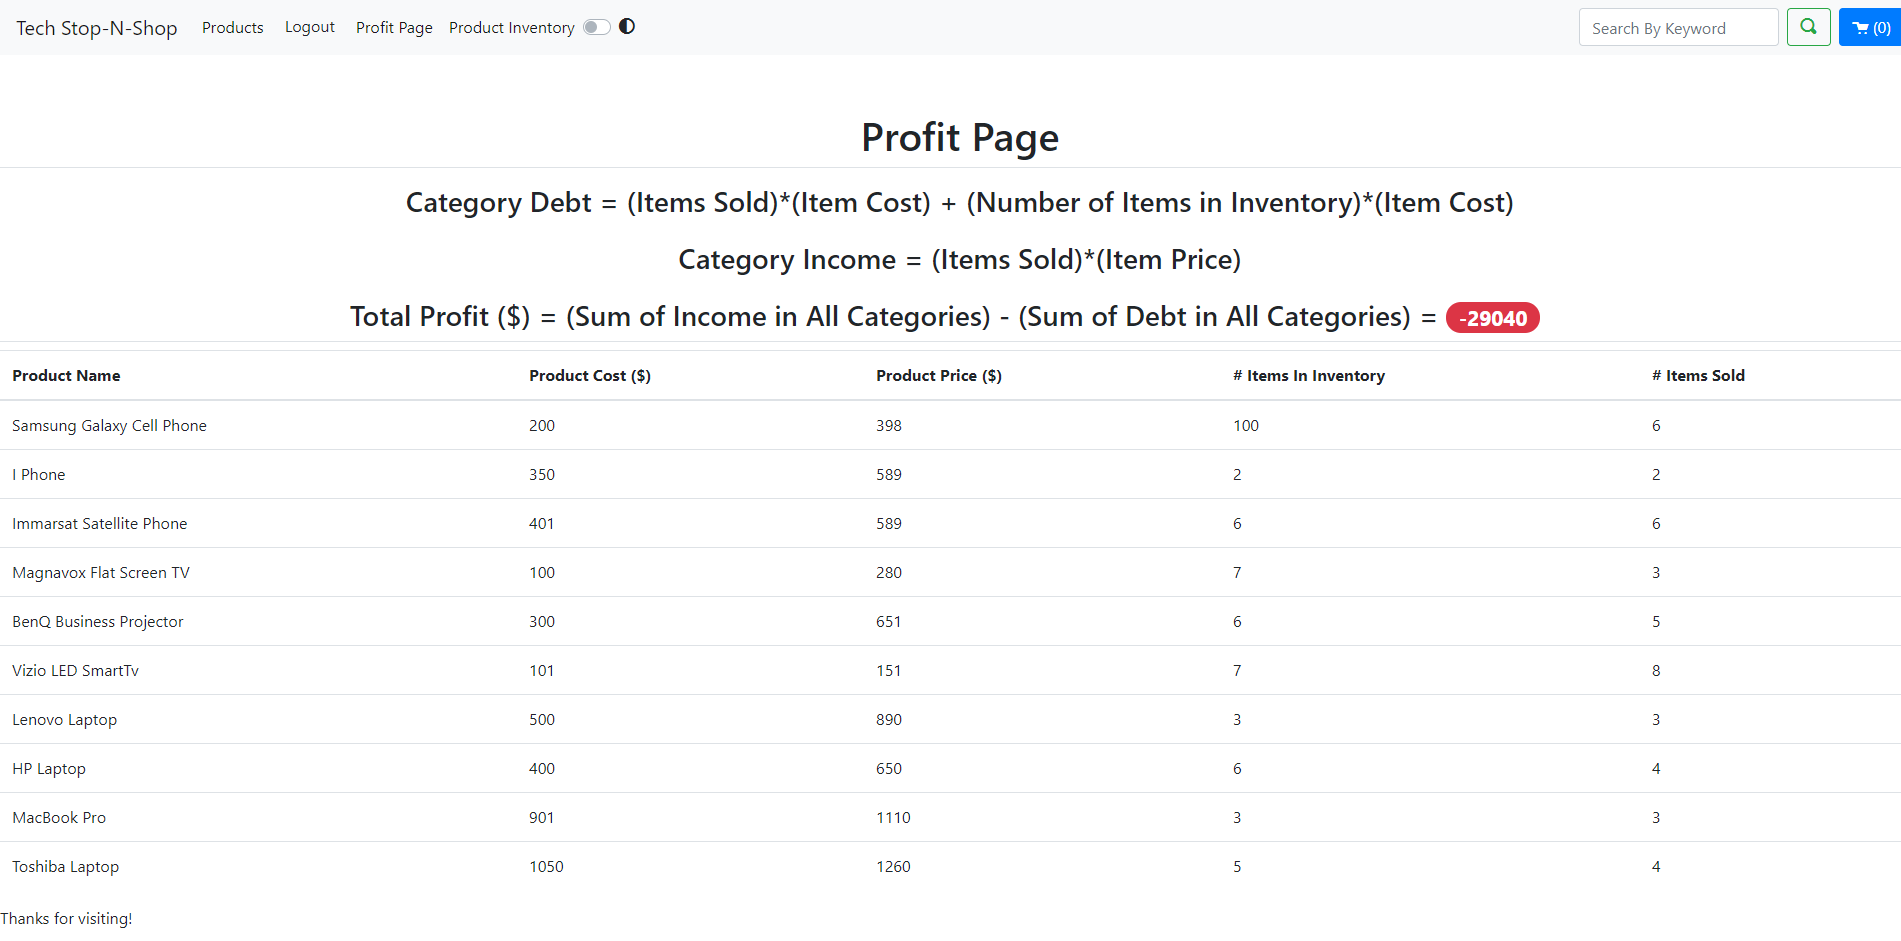 Tech Stop-N-Shop Products Logout Profit Page Product Inventory Search By Keyword (0)
Profit Page
Category Debt = (Items Sold)*(Item Cost) + (Number of Items in Inventory)*(Item Cost)
Category Income = (Items Sold)*(Item Price)
Total Profit ($) = (Sum of Income in All Categories) - (Sum of Debt in All Categories) = -29040
Product Name Product Cost ($) Product Price ($) # Items In Inventory # Items Sold
Samsung Galaxy Cell Phone 200 398 100 6
I Phone 350 589 2 2
Immarsat Satellite Phone 401 589 6 6
Magnavox Flat Screen TV 100 280 7 3
BenQ Business Projector 300 651 6 5
Vizio LED SmartTv 101 151 7 8
Lenovo Laptop 500 890 3 3
HP Laptop 400 650 6 4
MacBook Pro 901 1110 3 3
Toshiba Laptop 1050 1260 5 4
Thanks for visiting!